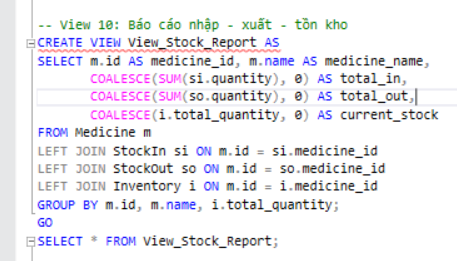 -- View 10: Báo cáo nhập - xuất - tồn kho
CREATE VIEW View_Stock_Report AS
SELECT m.id AS medicine_id, m.name AS medicine_name,
COALESCE(SUM(si.quantity), 0) AS total_in,
COALESCE(SUM(so.quantity), 0) AS total_out,
COALESCE(i.total_quantity, 0) AS current_stock
FROM Medicine m
LEFT JOIN StockIn si ON m.id = si.medicine_id
LEFT JOIN StockOut so ON m.id = so.medicine_id
LEFT JOIN Inventory i ON m.id = i.medicine_id
GROUP BY m.id, m.name, i.total_quantity;
GO
SELECT * FROM View_Stock_Report;